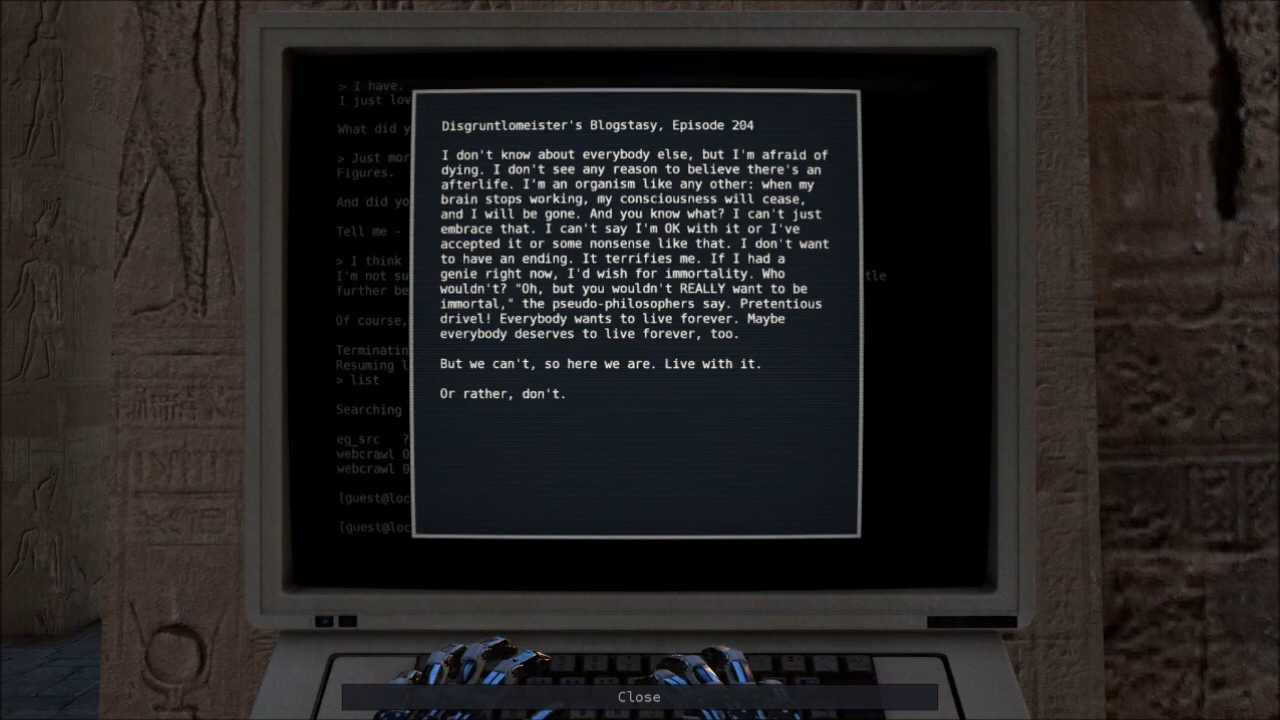 > I have.
I just lov
What did y
> Just mor
Figures.
And did yo
Tell me -
> I think
I'm not su
further be
Of course,
Terminatin
Resuming l
> list
Searching
eg_src ?
webcrawl 0
webcrawl 0
[guest@loc
[guest@loc
Disgruntlomeister's Blogstasy, Episode 204
I don't know about everybody else, but I'm afraid of
dying. I don't see any reason to believe there's an
afterlife. I'm an organism like any other: when my
brain stops working, my consciousness will cease,
and I will be gone. And you know what? I can't just
embrace that. I can't say I'm OK with it or I've
accepted it or some nonsense like that. I don't want
to have an ending. It terrifies me. If I had a
genie right now, I'd wish for immortality. Who
wouldn't? "Oh, but you wouldn't REALLY want to be
immortal," the pseudo-philosophers say. Pretentious
drivel! Everybody wants to live forever. Maybe
everybody deserves to live forever, too.
But we can't, so here we are. Live with it.
Or rather, don't.
Close